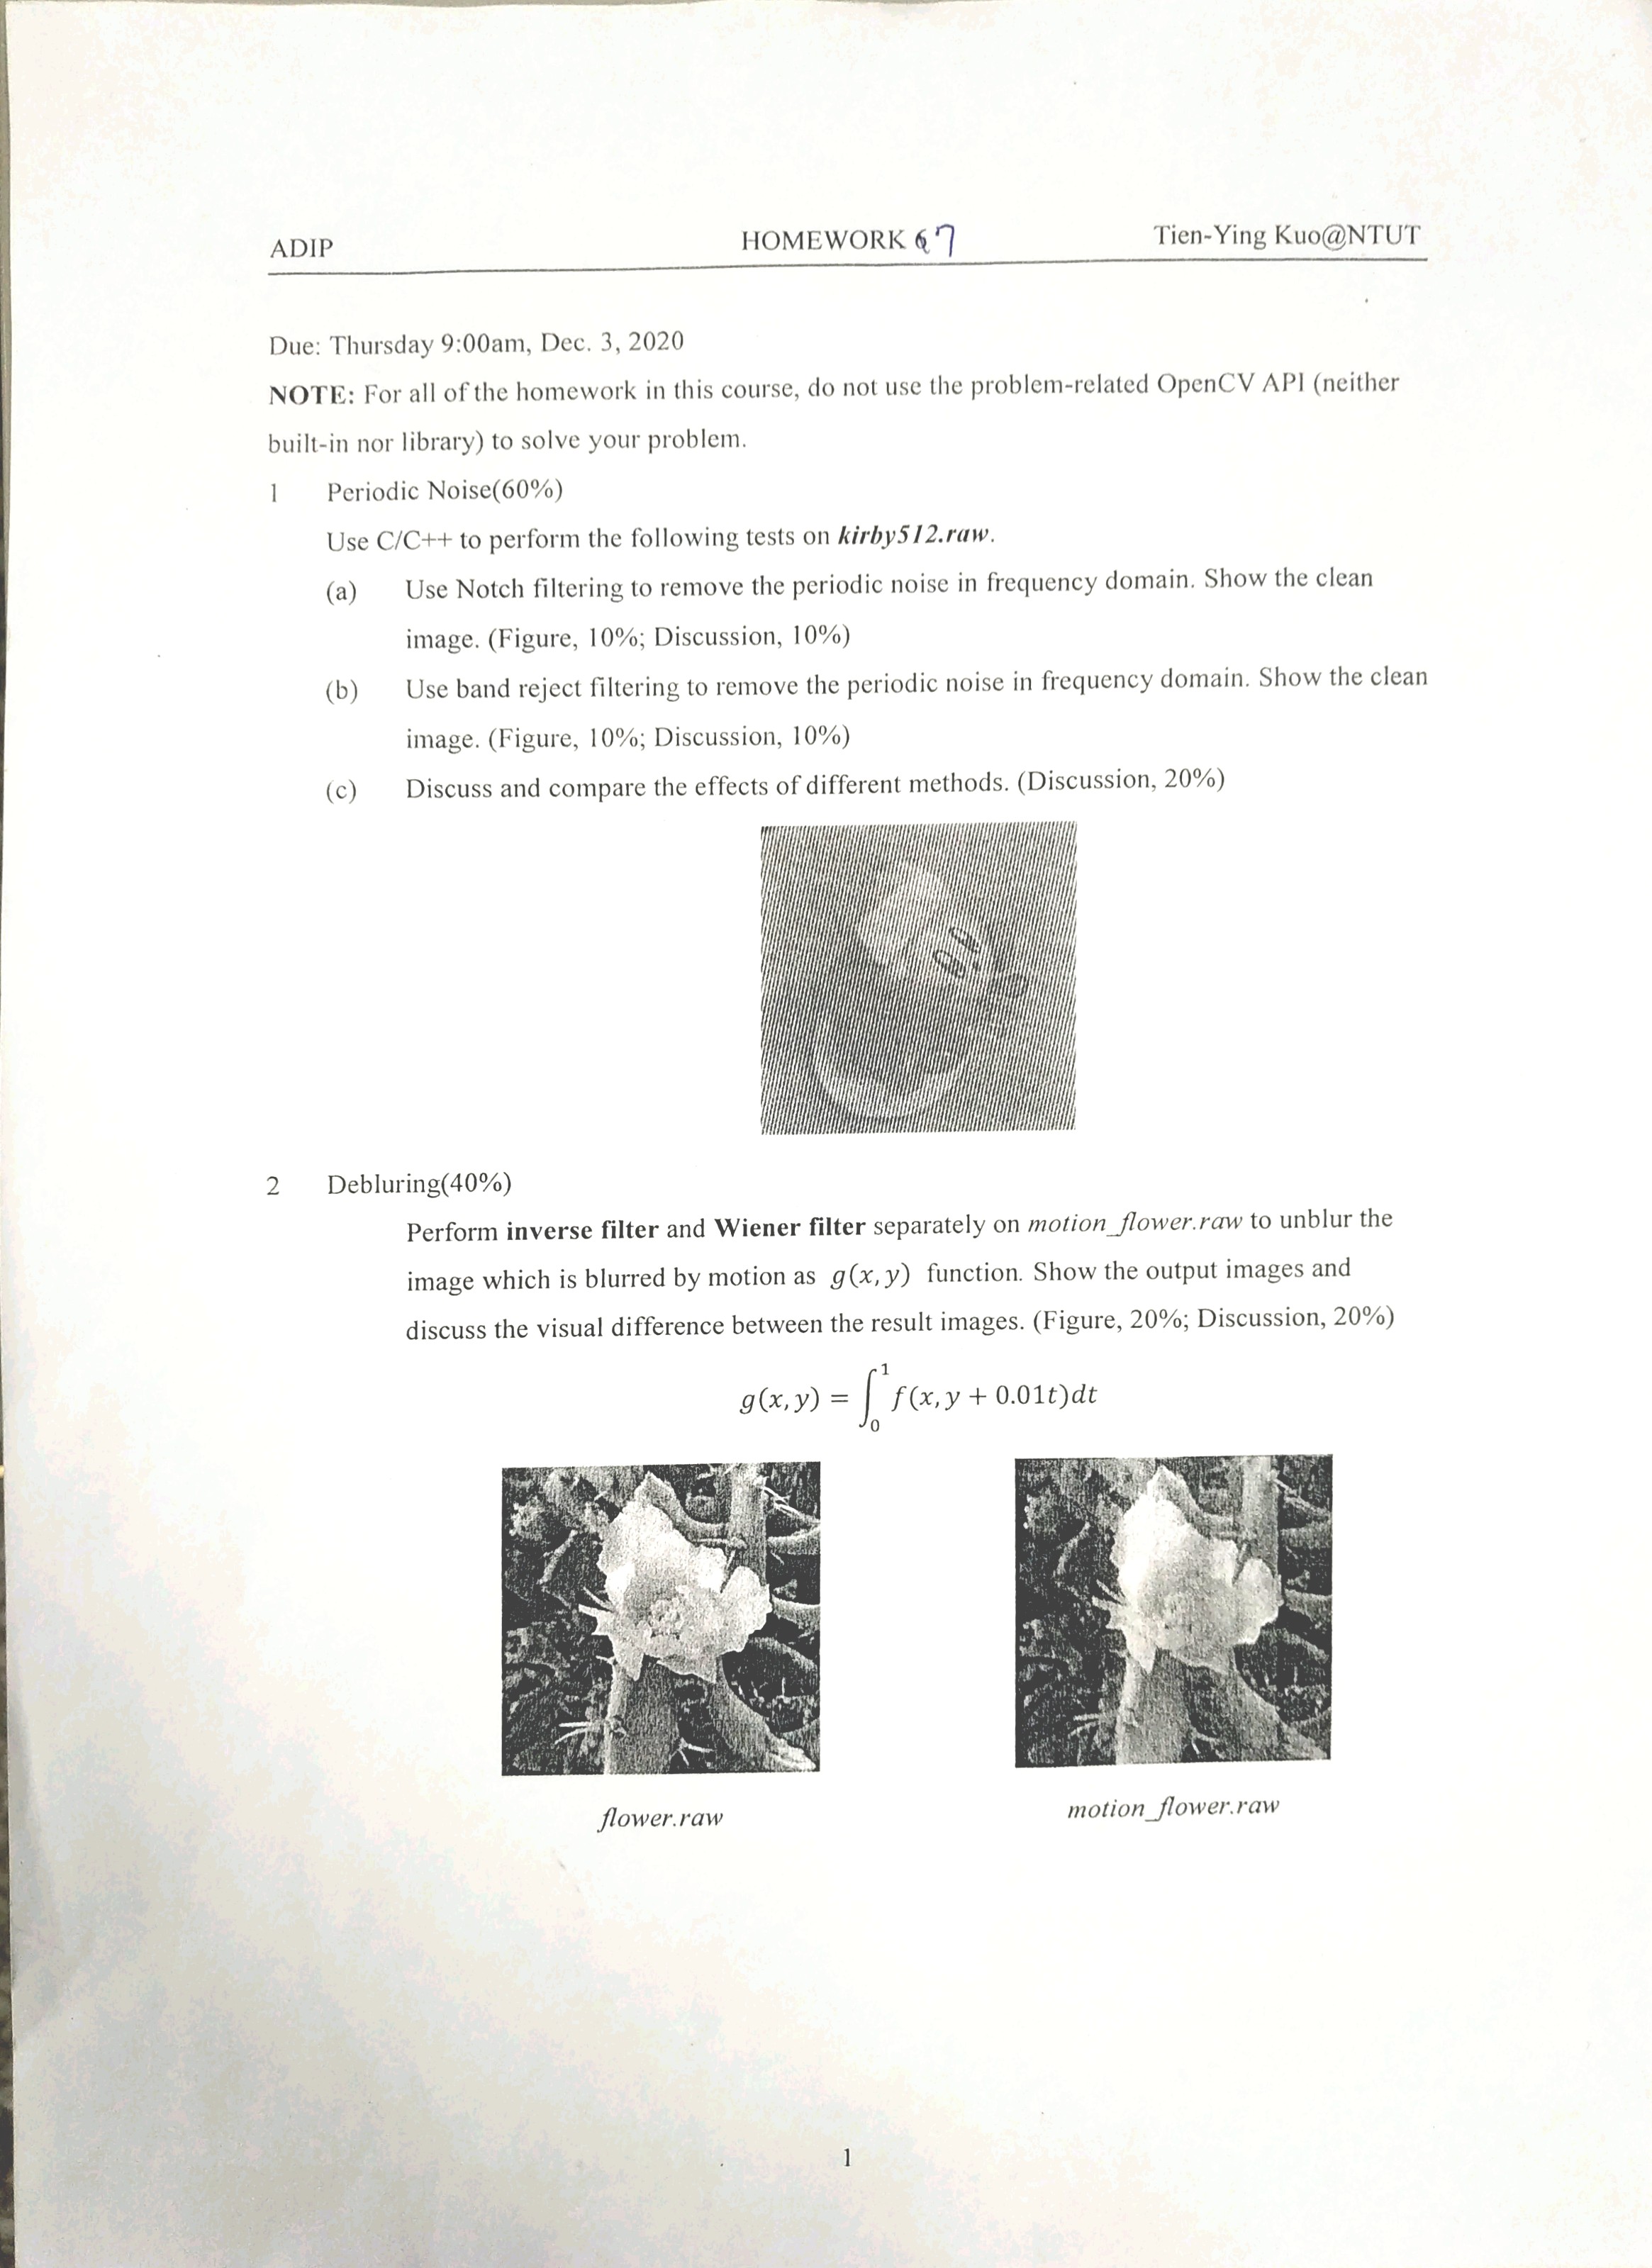 ADIP HOMEWORK 67 Tien-Ying Kuo@NTUT
Due: Thursday 9:00am, Dec. 3, 2020
NOTE: For all of the homework in this course, do not use the problem-related OpenCV API (neither
built-in nor library) to solve your problem.
1 Periodic Noise(60%)
Use C/C++ to perform the following tests on kirby512.raw.
(a) Use Notch filtering to remove the periodic noise in frequency domain. Show the clean
image. (Figure, 10%; Discussion, 10%)
(b) Use band reject filtering to remove the periodic noise in frequency domain. Show the clean
image. (Figure, 10%; Discussion, 10%)
(c) Discuss and compare the effects of different methods. (Discussion, 20%)
2 Debluring(40%)
Perform inverse filter and Wiener filter separately on motion_flower.raw to unblur the
image which is blurred by motion as g(x, y) function. Show the output images and
discuss the visual difference between the result images. (Figure, 20%; Discussion, 20%)
g(x, y) = ∫₀¹ f(x, y + 0.01t)dt
flower.raw motion_flower.raw
1